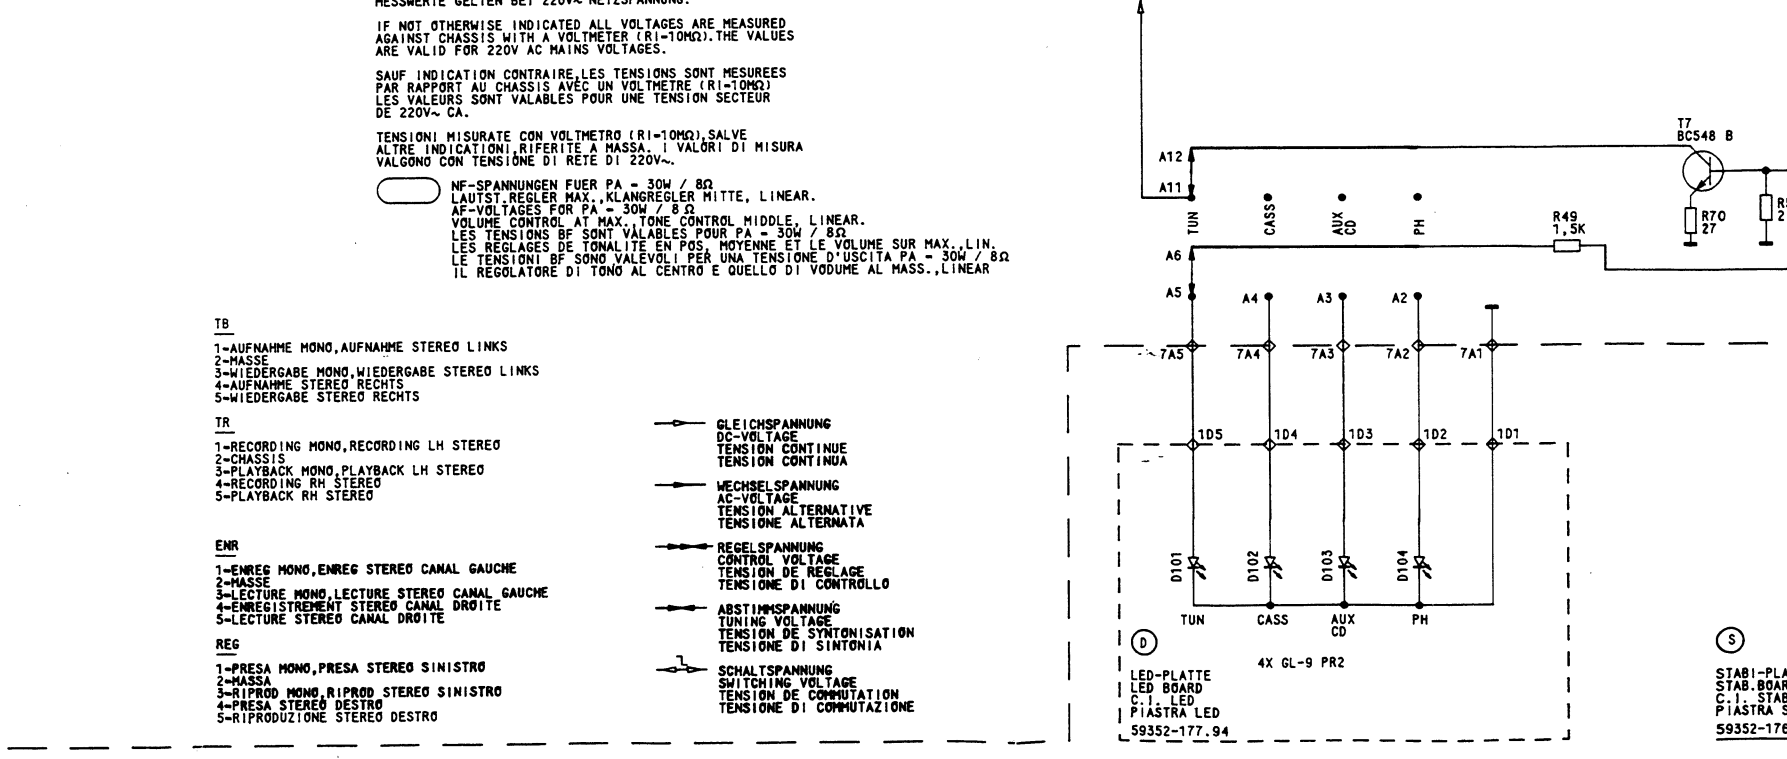 MESSWERTE GELTEN BEI 220V~ NETZSPANNUNG.
IF NOT OTHERWISE INDICATED ALL VOLTAGES ARE MEASURED
AGAINST CHASSIS WITH A VOLTMETER (RI-10MΩ).THE VALUES
ARE VALID FOR 220V AC MAINS VOLTAGES.
SAUF INDICATION CONTRAIRE,LES TENSIONS SONT MESUREES
PAR RAPPORT AU CHASSIS AVEC UN VOLTMETRE (RI-10MΩ)
LES VALEURS SONT VALABLES POUR UNE TENSION SECTEUR
DE 220V~ CA.
TENSIONI MISURATE CON VOLTMETRO (RI-10MΩ),SALVE
ALTRE INDICATIONI,RIFERITE A MASSA. I VALORI DI MISURA
VALGONO CON TENSIONE DI RETE DI 220V~.
NF-SPANNUNGEN FUER PA - 30W / 8Ω
LAUTST.REGLER MAX.,KLANGREGLER MITTE, LINEAR.
AF-VOLTAGES FOR PA - 30W / 8 Ω
VOLUME CONTROL AT MAX.,TONE CONTROL MIDDLE, LINEAR.
LES TENSIONS BF SONT VALABLES POUR PA - 30W / 8Ω
LES REGLAGES DE TONALITE EN POS, MOYENNE ET LE VOLUME SUR MAX.,LIN.
LE TENSIONI BF SONO VALEVOLI PER UNA TENSIONE D'USCITA PA - 30W / 8Ω
IL REGOLATORE DI TONO AL CENTRO E QUELLO DI VODUME AL MASS.,LINEAR
TB
1-AUFNAHME MONO,AUFNAHME STEREO LINKS
2-MASSE
3-WIEDERGABE MONO,WIEDERGABE STEREO LINKS
4-AUFNAHME STEREO RECHTS
5-WIEDERGABE STEREO RECHTS
TR
1-RECORDING MONO,RECORDING LH STEREO
2-CHASSIS
3-PLAYBACK MONO,PLAYBACK LH STEREO
4-RECORDING RH STEREO
5-PLAYBACK RH STEREO
ENR
1-ENREG MONO,ENREG STEREO CANAL GAUCHE
2-MASSE
3-LECTURE MONO,LECTURE STEREO CANAL GAUCHE
4-ENREGISTREMENT STEREO CANAL DROITE
5-LECTURE STEREO CANAL DROITE
REG
1-PRESA MONO,PRESA STEREO SINISTRO
2-MASSA
3-RIPROD MONO,RIPROD STEREO SINISTRO
4-PRESA STEREO DESTRO
5-RIPRODUZIONE STEREO DESTRO
GLEICHSPANNUNG
DC-VOLTAGE
TENSION CONTINUE
TENSION CONTINUA
WECHSELSPANNUNG
AC-VOLTAGE
TENSION ALTERNATIVE
TENSIONE ALTERNATA
REGELSPANNUNG
CONTROL VOLTAGE
TENSION DE REGLAGE
TENSIONE DI CONTROLLO
ABSTIMMSPANNUNG
TUNING VOLTAGE
TENSION DE SYNTONISATION
TENSIONE DI SINTONIA
SCHALTSPANNUNG
SWITCHING VOLTAGE
TENSION DE COMMUTATION
TENSIONE DI COMMUTAZIONE
T7
BC548 B
A12
A11
TUN
CASS
AUX
CD
PH
R49
1,5K
R70
27
A6
A5
A4
A3
A2
7A5
7A4
7A3
7A2
7A1
1D5
1D4
1D3
1D2
1D1
D101
D102
D103
D104
TUN
CASS
AUX
CD
PH
4X GL-9 PR2
D
LED-PLATTE
LED BOARD
C.I. LED
PIASTRA LED
59352-177.94
S
STABI-PLA
STAB.BOAR
C.I. STAB
PIASTRA S
59352-176